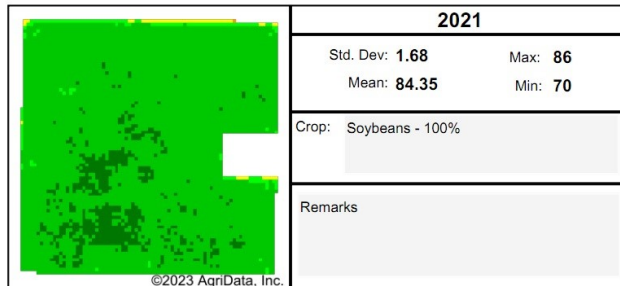 2021
Std. Dev: 1.68 Max: 86
Mean: 84.35 Min: 70
Crop: Soybeans - 100%
Remarks
©2023 AgriData, Inc.